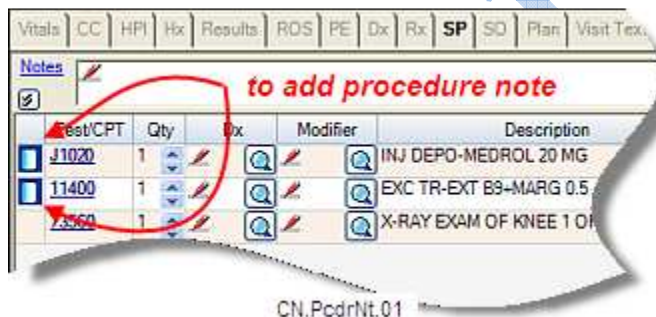 Vitals CC HPI Hx Results ROS PE Dx Rx SP SO Plan Visit Tex
Notes
to add procedure note
Test/CPT Qty Dx Modifier Description
J1020 1 INJ DEPO-MEDROL 20 MG
11400 1 EXC TR-EXT B9+MARG 0.5
73560 1 X-RAY EXAM OF KNEE 1 O
CN.PcdrNt.01